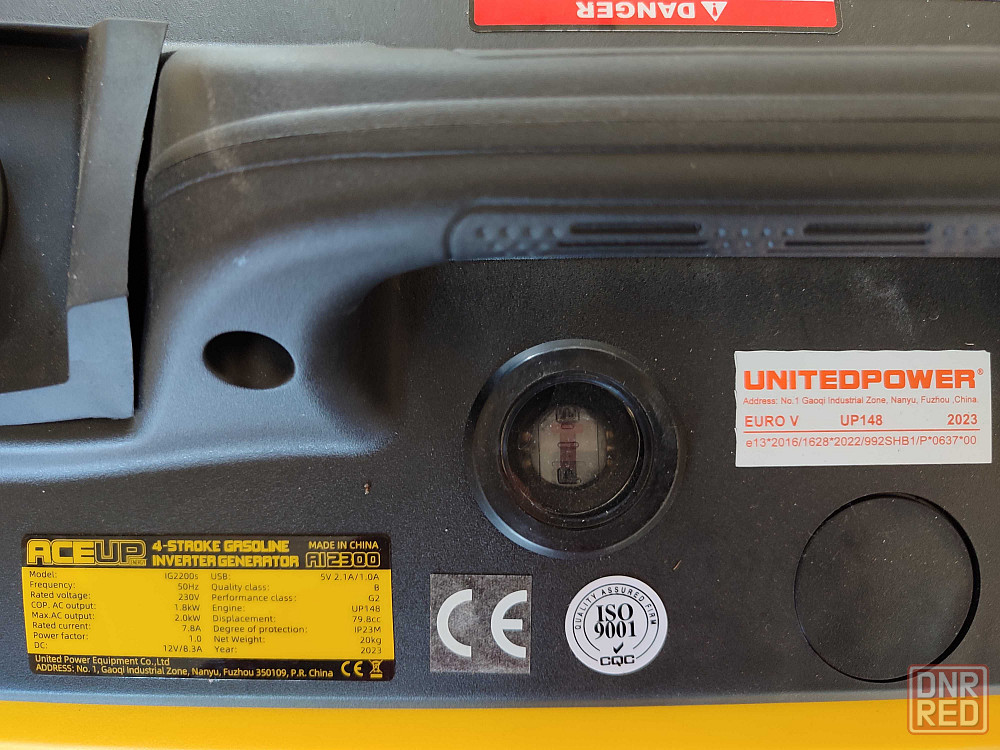 DANGER
UNITEDPOWER®
Address: No.1 Gaoqi Industrial Zone, Nanyu, Fuzhou ,China.
EURO V UP148 2023
e13*2016/1628*2022/992SHB1/P*0637*00
ACEUP ENERGY 4-STROKE GASOLINE INVERTER GENERATOR MADE IN CHINA AI2300
Model: IG2200s USB: 5V 2.1A/1.0A
Frequency: 50Hz Quality class: B
Rated voltage: 230V Performance class: G2
COP. AC output: 1.8kW Engine: UP148
Max.AC output: 2.0kW Displacement: 79.8cc
Rated current: 7.8A Degree of protection: IP23M
Power factor: 1.0 Net Weight: 20kg
DC: 12V/8.3A Year: 2023
United Power Equipment Co.,Ltd
ADDRESS: No. 1, Gaoqi Industrial Zone, Nanyu, Fuzhou 350109, P.R. China CE
CE
QUALITY ASSURED FIRM
ISO
9001
CQC
DNR
RED